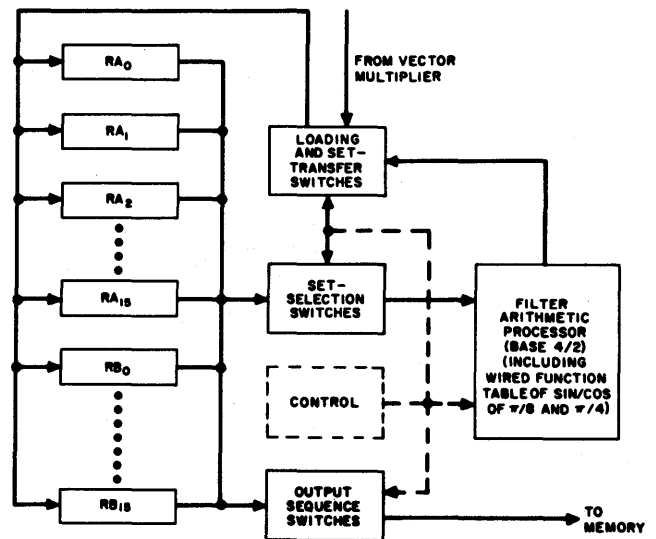 RA0
FROM VECTOR
MULTIPLIER
RA1
LOADING
AND SET-
TRANSFER
SWITCHES
RA2
RA15
SET-
SELECTION
SWITCHES
FILTER
ARITHMETIC
PROCESSOR
(BASE 4/2)
(INCLUDING
WIRED FUNCTION
TABLE OF SIN/COS
OF π/8 AND π/4)
RB0
CONTROL
RB15
OUTPUT
SEQUENCE
SWITCHES
TO
MEMORY